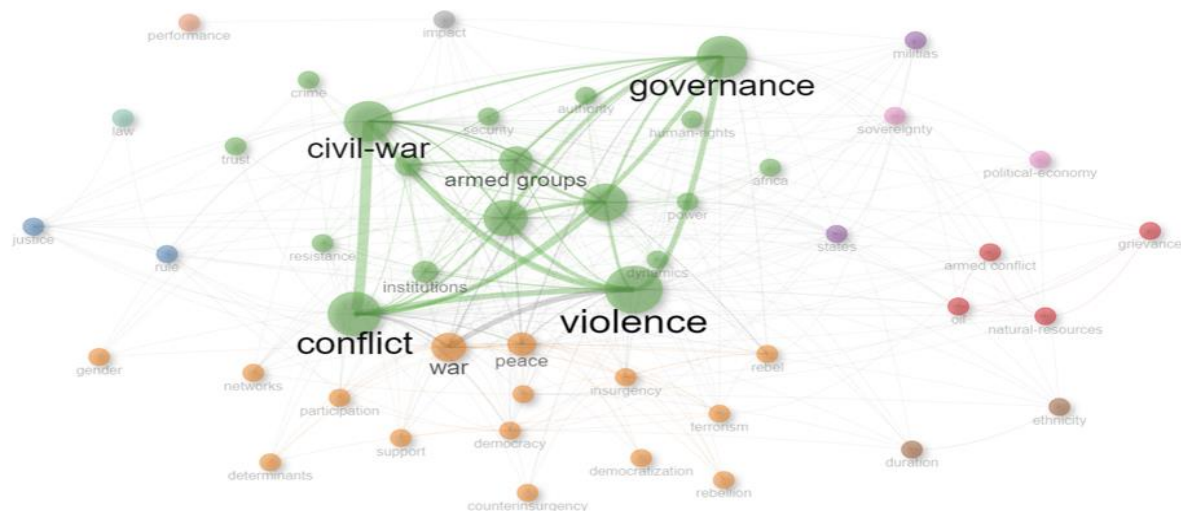 performance
impact
militias
governance
crime
authority
security
law
human-rights
sovereignty
civil-war
trust
political-economy
armed groups
africa
power
justice
states
grievance
resistance
rule
armed conflict
dynamics
institutions
oil
natural-resources
violence
conflict
peace
war
rebel
gender
networks
insurgency
participation
ethnicity
terrorism
support
democracy
duration
determinants
democratization
rebellion
counterinsurgency